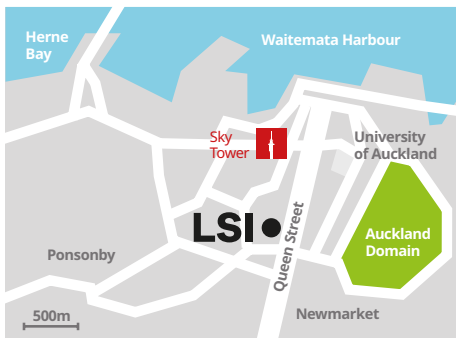 Herne
Bay
Waitemata Harbour
Sky
Tower
University
of Auckland
LSI
Queen Street
Auckland
Domain
Ponsonby
Newmarket
500m